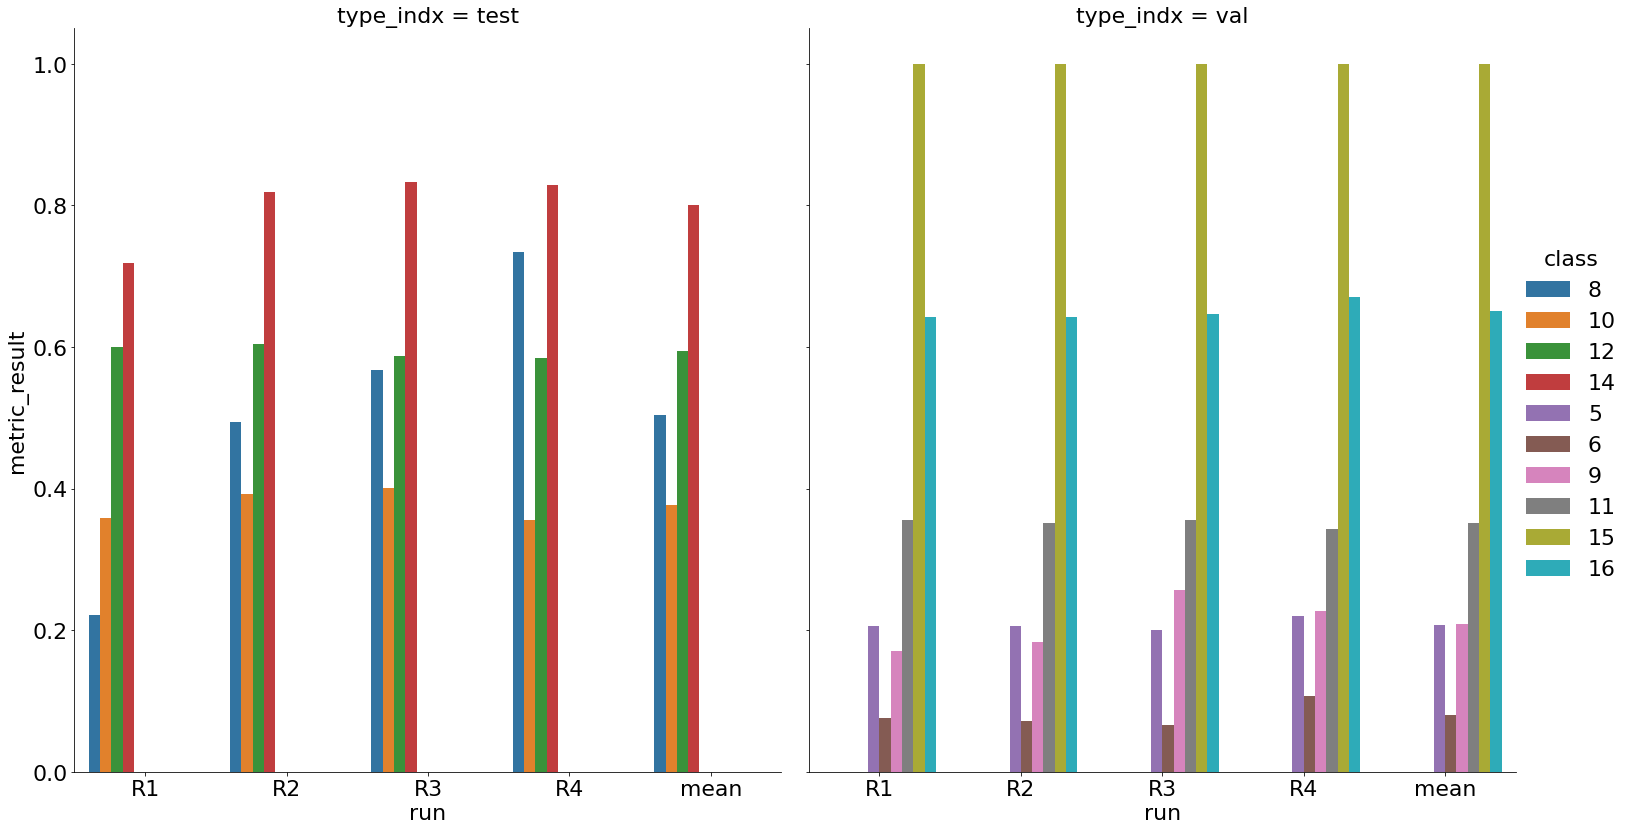 type_indx = test
type_indx = val
metric_result
1.0
0.8
0.6
0.4
0.2
0.0
R1 R2 R3 R4 mean
run
R1 R2 R3 R4 mean
run
class
8
10
12
14
5
6
9
11
15
16